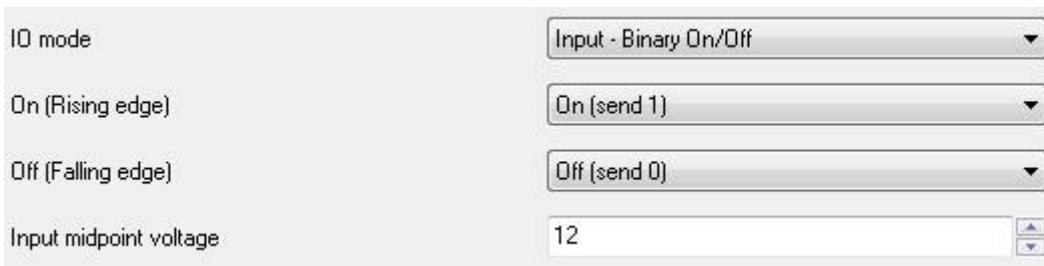 IO mode Input - Binary On/Off
On (Rising edge) On (send 1)
Off (Falling edge) Off (send 0)
Input midpoint voltage 12